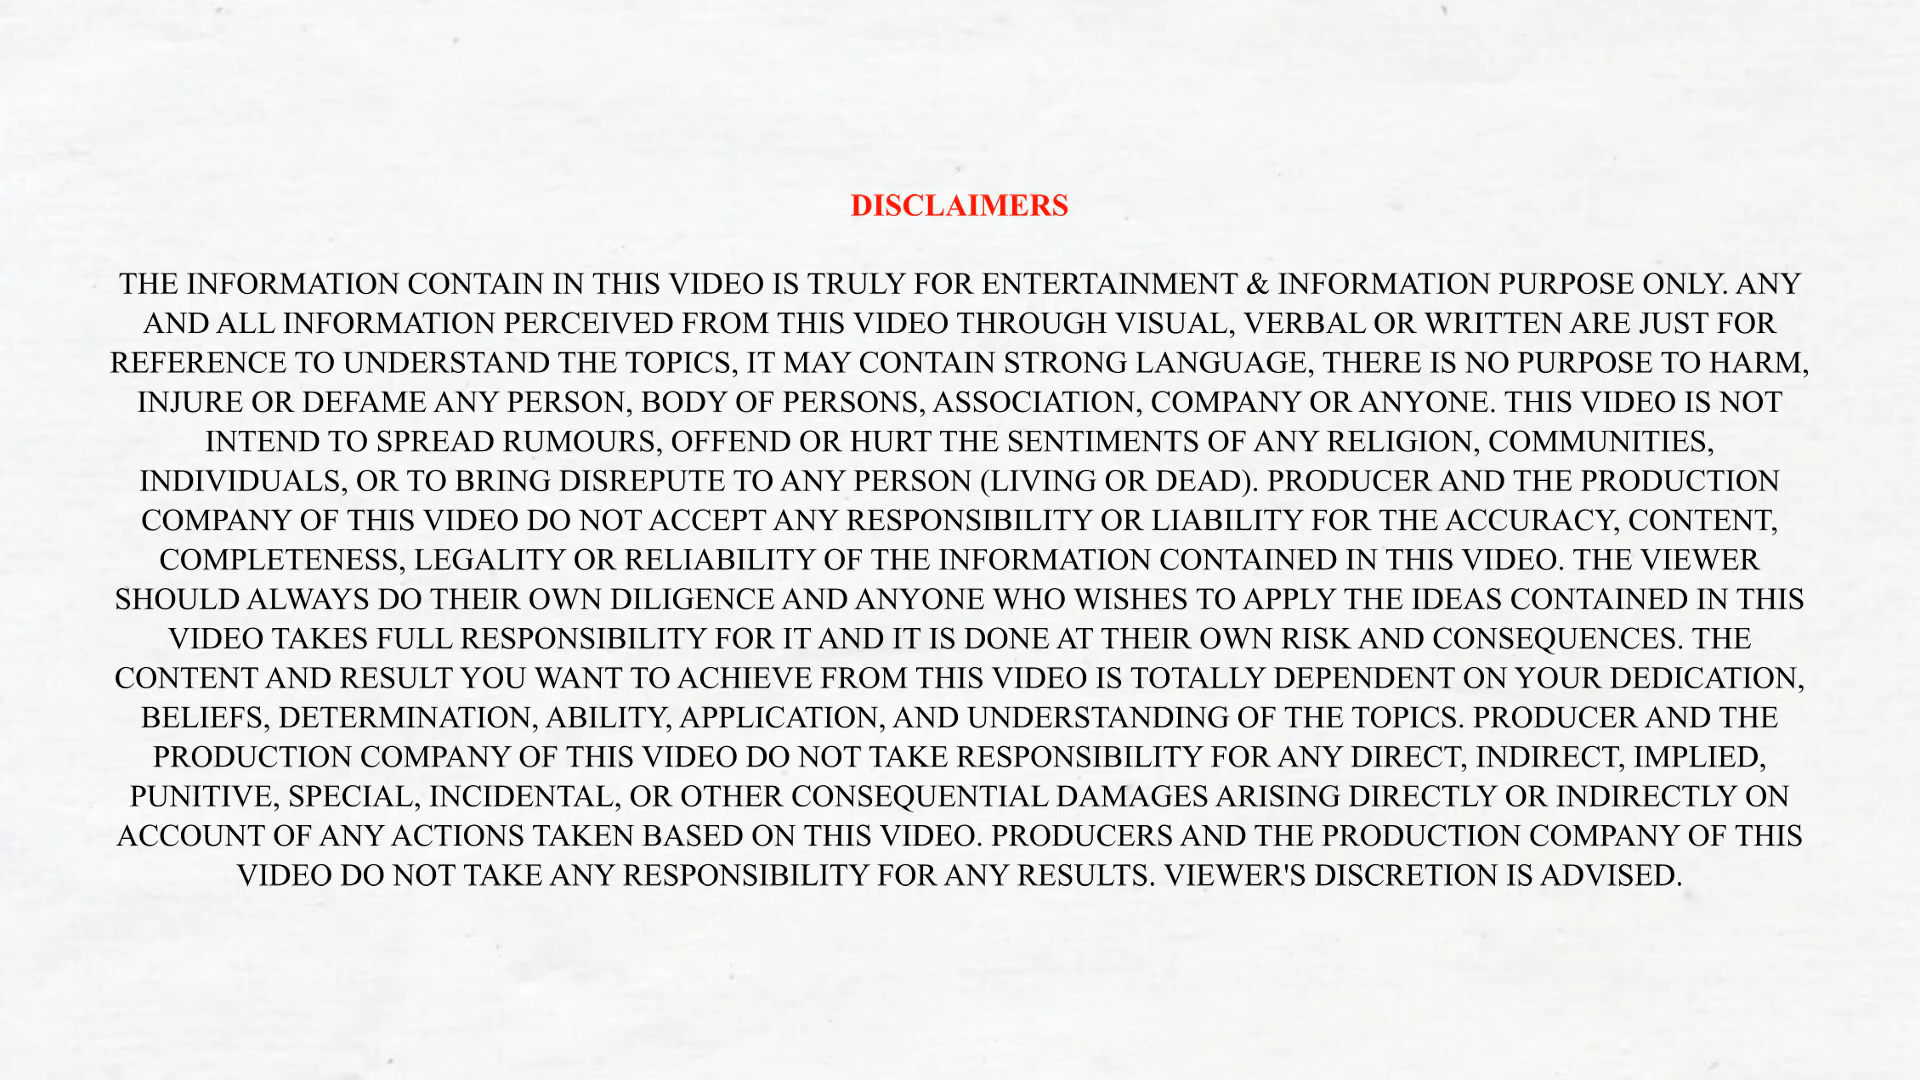 DISCLAIMERS
THE INFORMATION CONTAIN IN THIS VIDEO IS TRULY FOR ENTERTAINMENT & INFORMATION PURPOSE ONLY. ANY
AND ALL INFORMATION PERCEIVED FROM THIS VIDEO THROUGH VISUAL, VERBAL OR WRITTEN ARE JUST FOR
REFERENCE TO UNDERSTAND THE TOPICS, IT MAY CONTAIN STRONG LANGUAGE, THERE IS NO PURPOSE TO HARM,
INJURE OR DEFAME ANY PERSON, BODY OF PERSONS, ASSOCIATION, COMPANY OR ANYONE. THIS VIDEO IS NOT
INTEND TO SPREAD RUMOURS, OFFEND OR HURT THE SENTIMENTS OF ANY RELIGION, COMMUNITIES,
INDIVIDUALS, OR TO BRING DISREPUTE TO ANY PERSON (LIVING OR DEAD). PRODUCER AND THE PRODUCTION
COMPANY OF THIS VIDEO DO NOT ACCEPT ANY RESPONSIBILITY OR LIABILITY FOR THE ACCURACY, CONTENT,
COMPLETENESS, LEGALITY OR RELIABILITY OF THE INFORMATION CONTAINED IN THIS VIDEO. THE VIEWER
SHOULD ALWAYS DO THEIR OWN DILIGENCE AND ANYONE WHO WISHES TO APPLY THE IDEAS CONTAINED IN THIS
VIDEO TAKES FULL RESPONSIBILITY FOR IT AND IT IS DONE AT THEIR OWN RISK AND CONSEQUENCES. THE
CONTENT AND RESULT YOU WANT TO ACHIEVE FROM THIS VIDEO IS TOTALLY DEPENDENT ON YOUR DEDICATION,
BELIEFS, DETERMINATION, ABILITY, APPLICATION, AND UNDERSTANDING OF THE TOPICS. PRODUCER AND THE
PRODUCTION COMPANY OF THIS VIDEO DO NOT TAKE RESPONSIBILITY FOR ANY DIRECT, INDIRECT, IMPLIED,
PUNITIVE, SPECIAL, INCIDENTAL, OR OTHER CONSEQUENTIAL DAMAGES ARISING DIRECTLY OR INDIRECTLY ON
ACCOUNT OF ANY ACTIONS TAKEN BASED ON THIS VIDEO. PRODUCERS AND THE PRODUCTION COMPANY OF THIS
VIDEO DO NOT TAKE ANY RESPONSIBILITY FOR ANY RESULTS. VIEWER'S DISCRETION IS ADVISED.